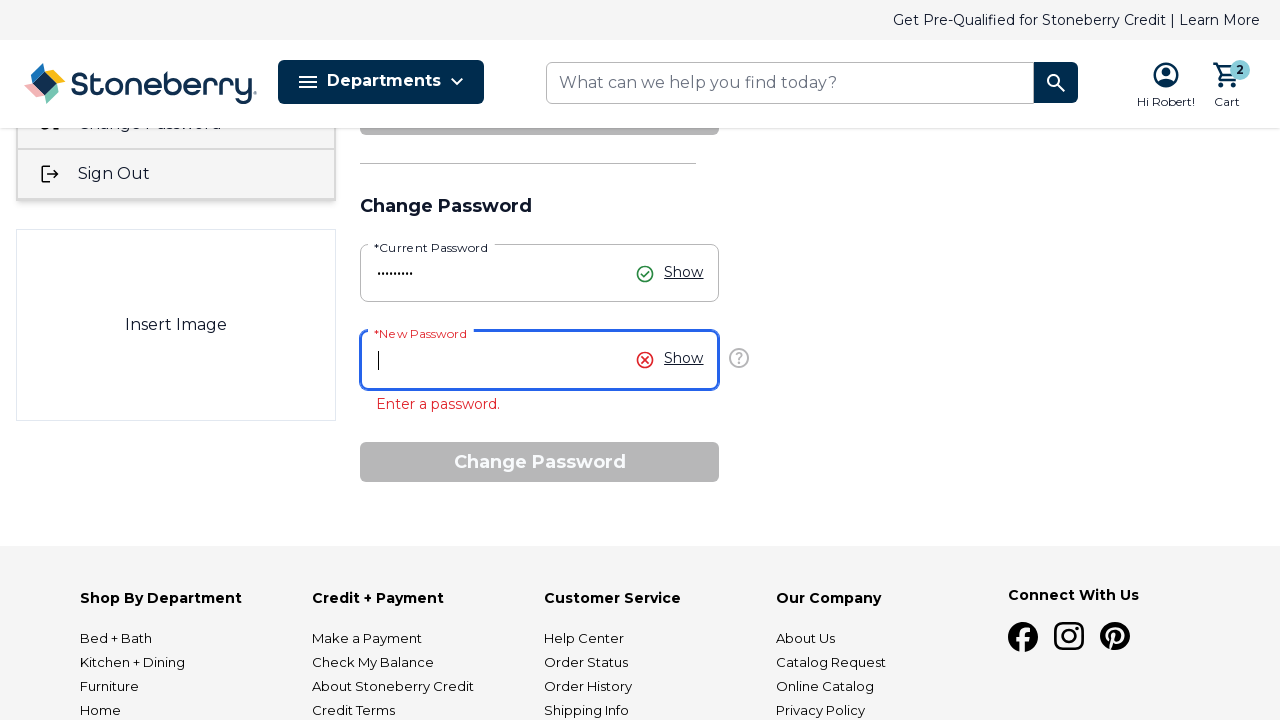 Get Pre-Qualified for Stoneberry Credit | Learn More
Stoneberry
Departments
What can we help you find today?
Hi Robert!
2
Cart
Change Password
Sign Out
Insert Image
Change Password
*Current Password
•••••••••
Show
*New Password
Show
Enter a password.
Change Password
Shop By Department
Bed + Bath
Kitchen + Dining
Furniture
Home
Credit + Payment
Make a Payment
Check My Balance
About Stoneberry Credit
Credit Terms
Customer Service
Help Center
Order Status
Order History
Shipping Info
Our Company
About Us
Catalog Request
Online Catalog
Privacy Policy
Connect With Us